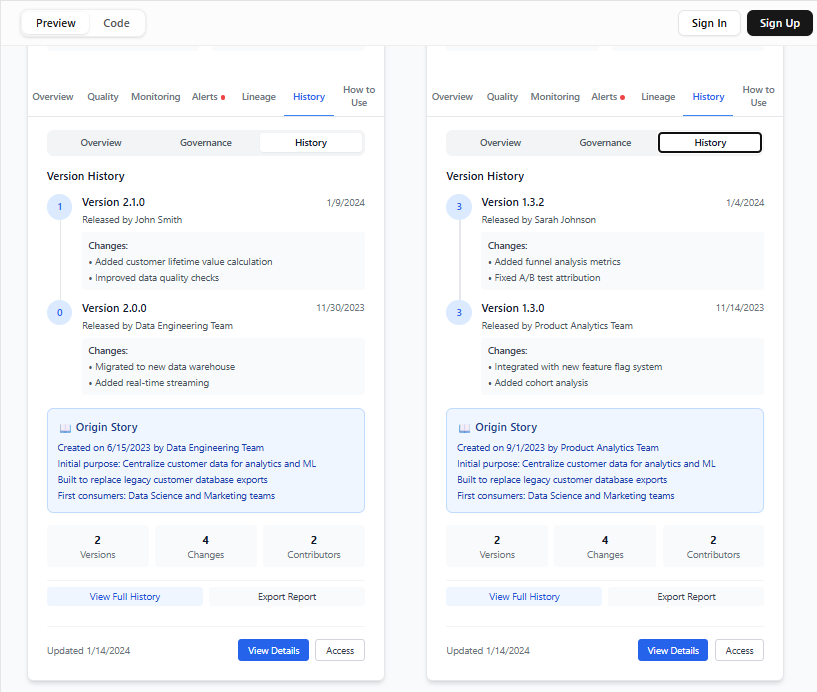 Preview Code Sign In Sign Up
Overview Quality Monitoring Alerts Lineage History How to Use
Overview Governance History
Version History
1 Version 2.1.0 1/9/2024
Released by John Smith
Changes:
• Added customer lifetime value calculation
• Improved data quality checks
0 Version 2.0.0 11/30/2023
Released by Data Engineering Team
Changes:
• Migrated to new data warehouse
• Added real-time streaming
📖 Origin Story
Created on 6/15/2023 by Data Engineering Team
Initial purpose: Centralize customer data for analytics and ML
Built to replace legacy customer database exports
First consumers: Data Science and Marketing teams
2 4 2
Versions Changes Contributors
View Full History Export Report
Updated 1/14/2024 View Details Access
Overview Quality Monitoring Alerts Lineage History How to Use
Overview Governance History
Version History
3 Version 1.3.2 1/4/2024
Released by Sarah Johnson
Changes:
• Added funnel analysis metrics
• Fixed A/B test attribution
3 Version 1.3.0 11/14/2023
Released by Product Analytics Team
Changes:
• Integrated with new feature flag system
• Added cohort analysis
📖 Origin Story
Created on 9/1/2023 by Product Analytics Team
Initial purpose: Centralize customer data for analytics and ML
Built to replace legacy customer database exports
First consumers: Data Science and Marketing teams
2 4 2
Versions Changes Contributors
View Full History Export Report
Updated 1/14/2024 View Details Access